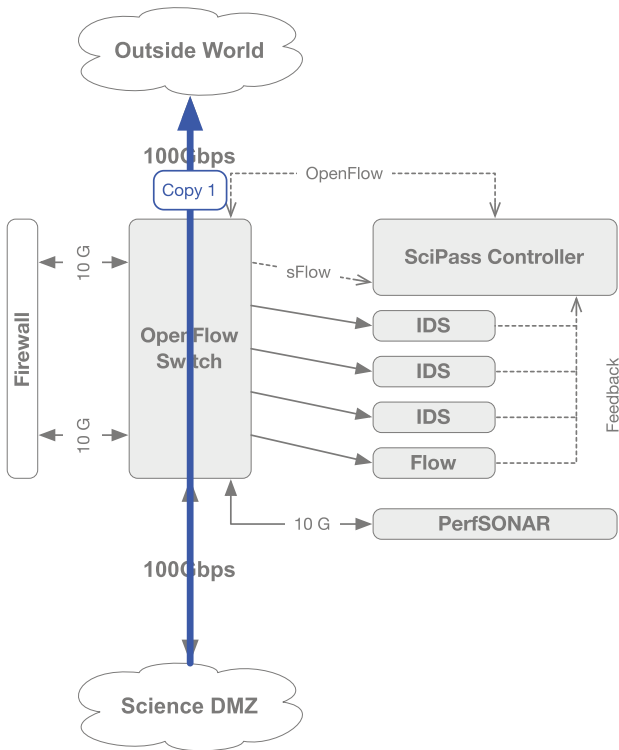 Outside World
100Gbps
Copy 1
OpenFlow
SciPass Controller
10 G
sFlow
Firewall
OpenFlow
Switch
IDS
IDS
IDS
Flow
Feedback
10 G
10 G
PerfSONAR
100Gbps
Science DMZ